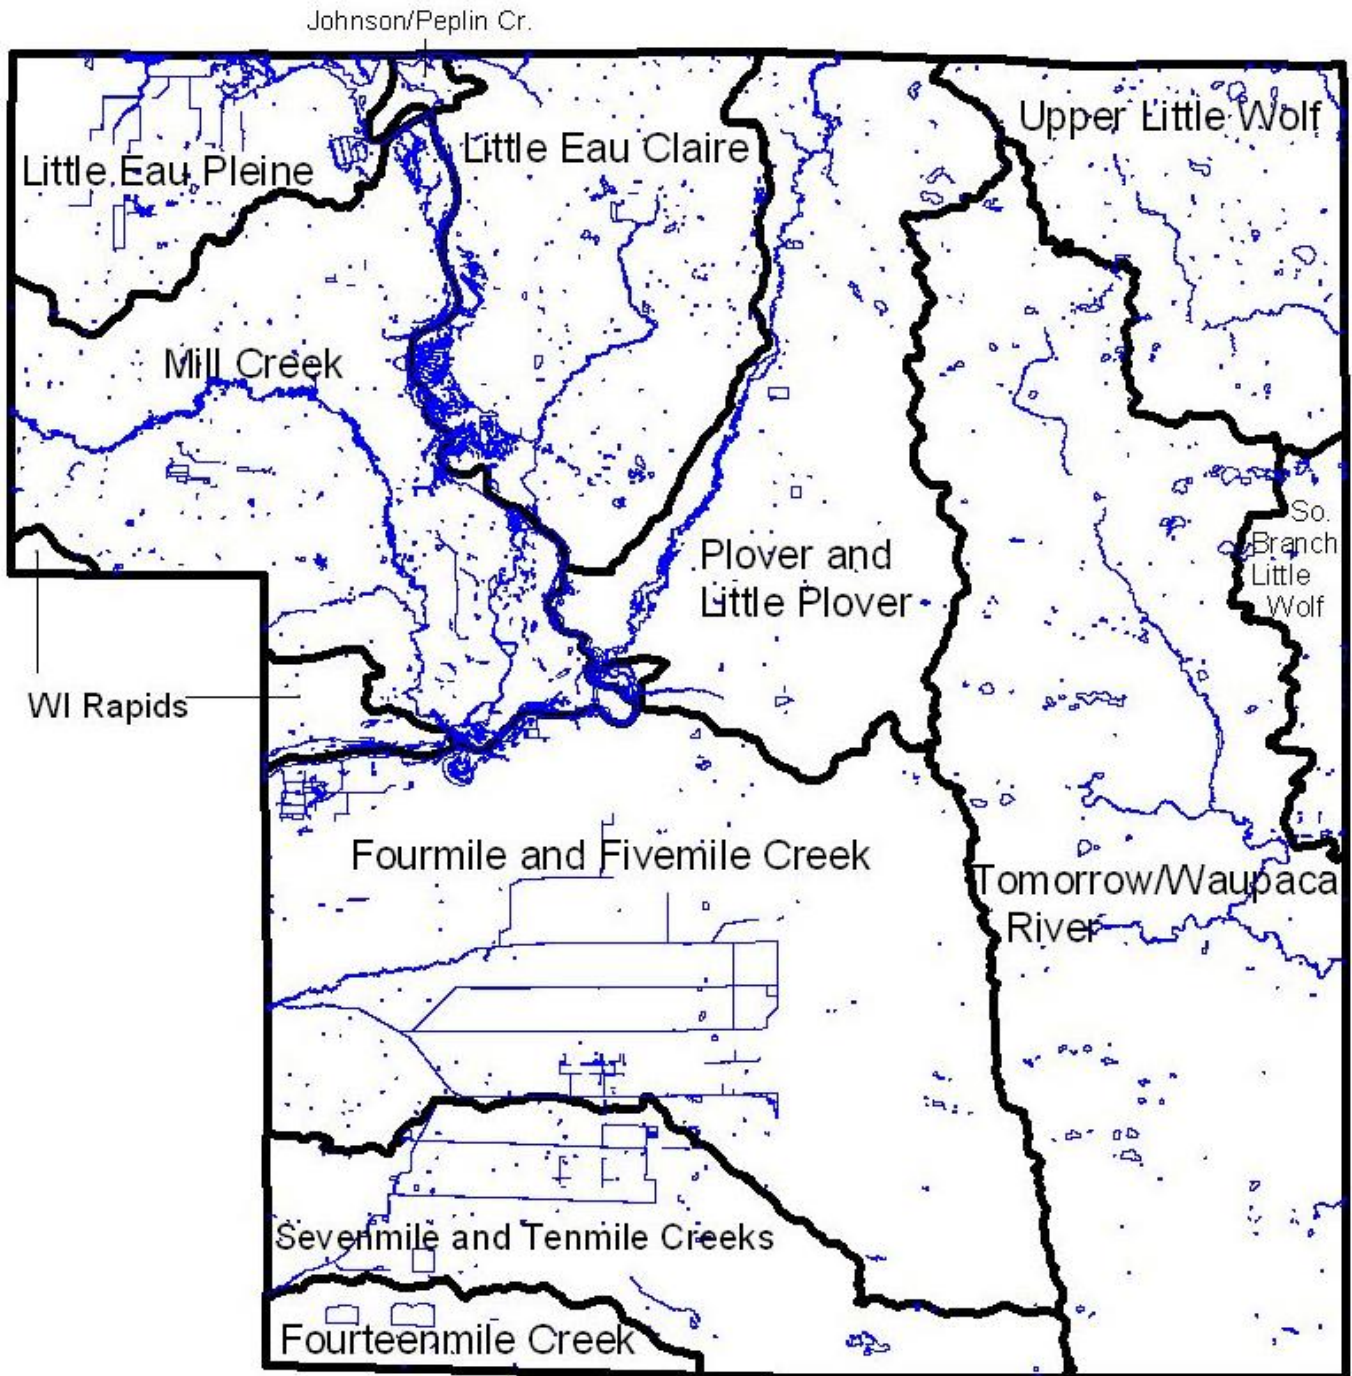 Johnson/Peplin Cr.
Upper Little Wolf
Little Eau Claire
Little Eau Pleine
Mill Creek
So.
Branch
Little
Wolf
Plover and
Little Plover
WI Rapids
Fourmile and Fivemile Creek
Tomorrow/Waupaca
River
Sevenmile and Tenmile Creeks
Fourteenmile Creek